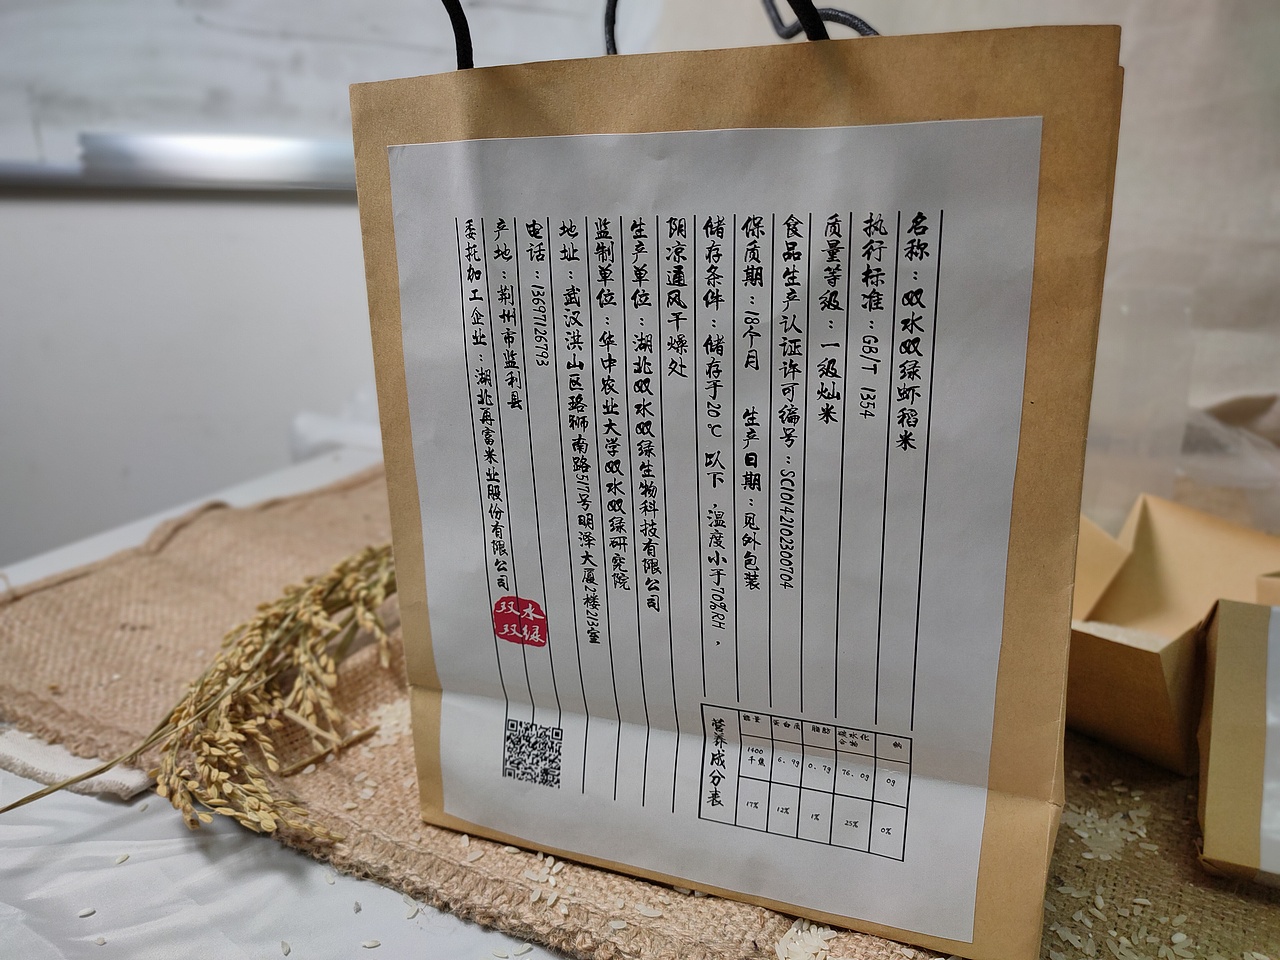 名称：双水双绿虾稻米
执行标准：GB/T 1354
质量等级：一级籼米
食品生产认证许可编号：SC10142102300704
保质期：18个月 生产日期：见外包装
储存条件：储存于20℃以下，温度小于70%RH，
阴凉通风干燥处
生产单位：湖北双水双绿生物科技有限公司
监制单位：华中农业大学双水双绿研究院
地址：武汉洪山区珞狮南路517号明泽大厦2楼213室
电话：13697126793
产地：荆州市监利县
委托加工企业：湖北再富米业股份有限公司
双水
双绿
营养成分表
能量 蛋白质 脂肪 碳水化合物 钠
1400千焦 6.9g 0.7g 76.0g 0g
17% 12% 1% 25% 0%